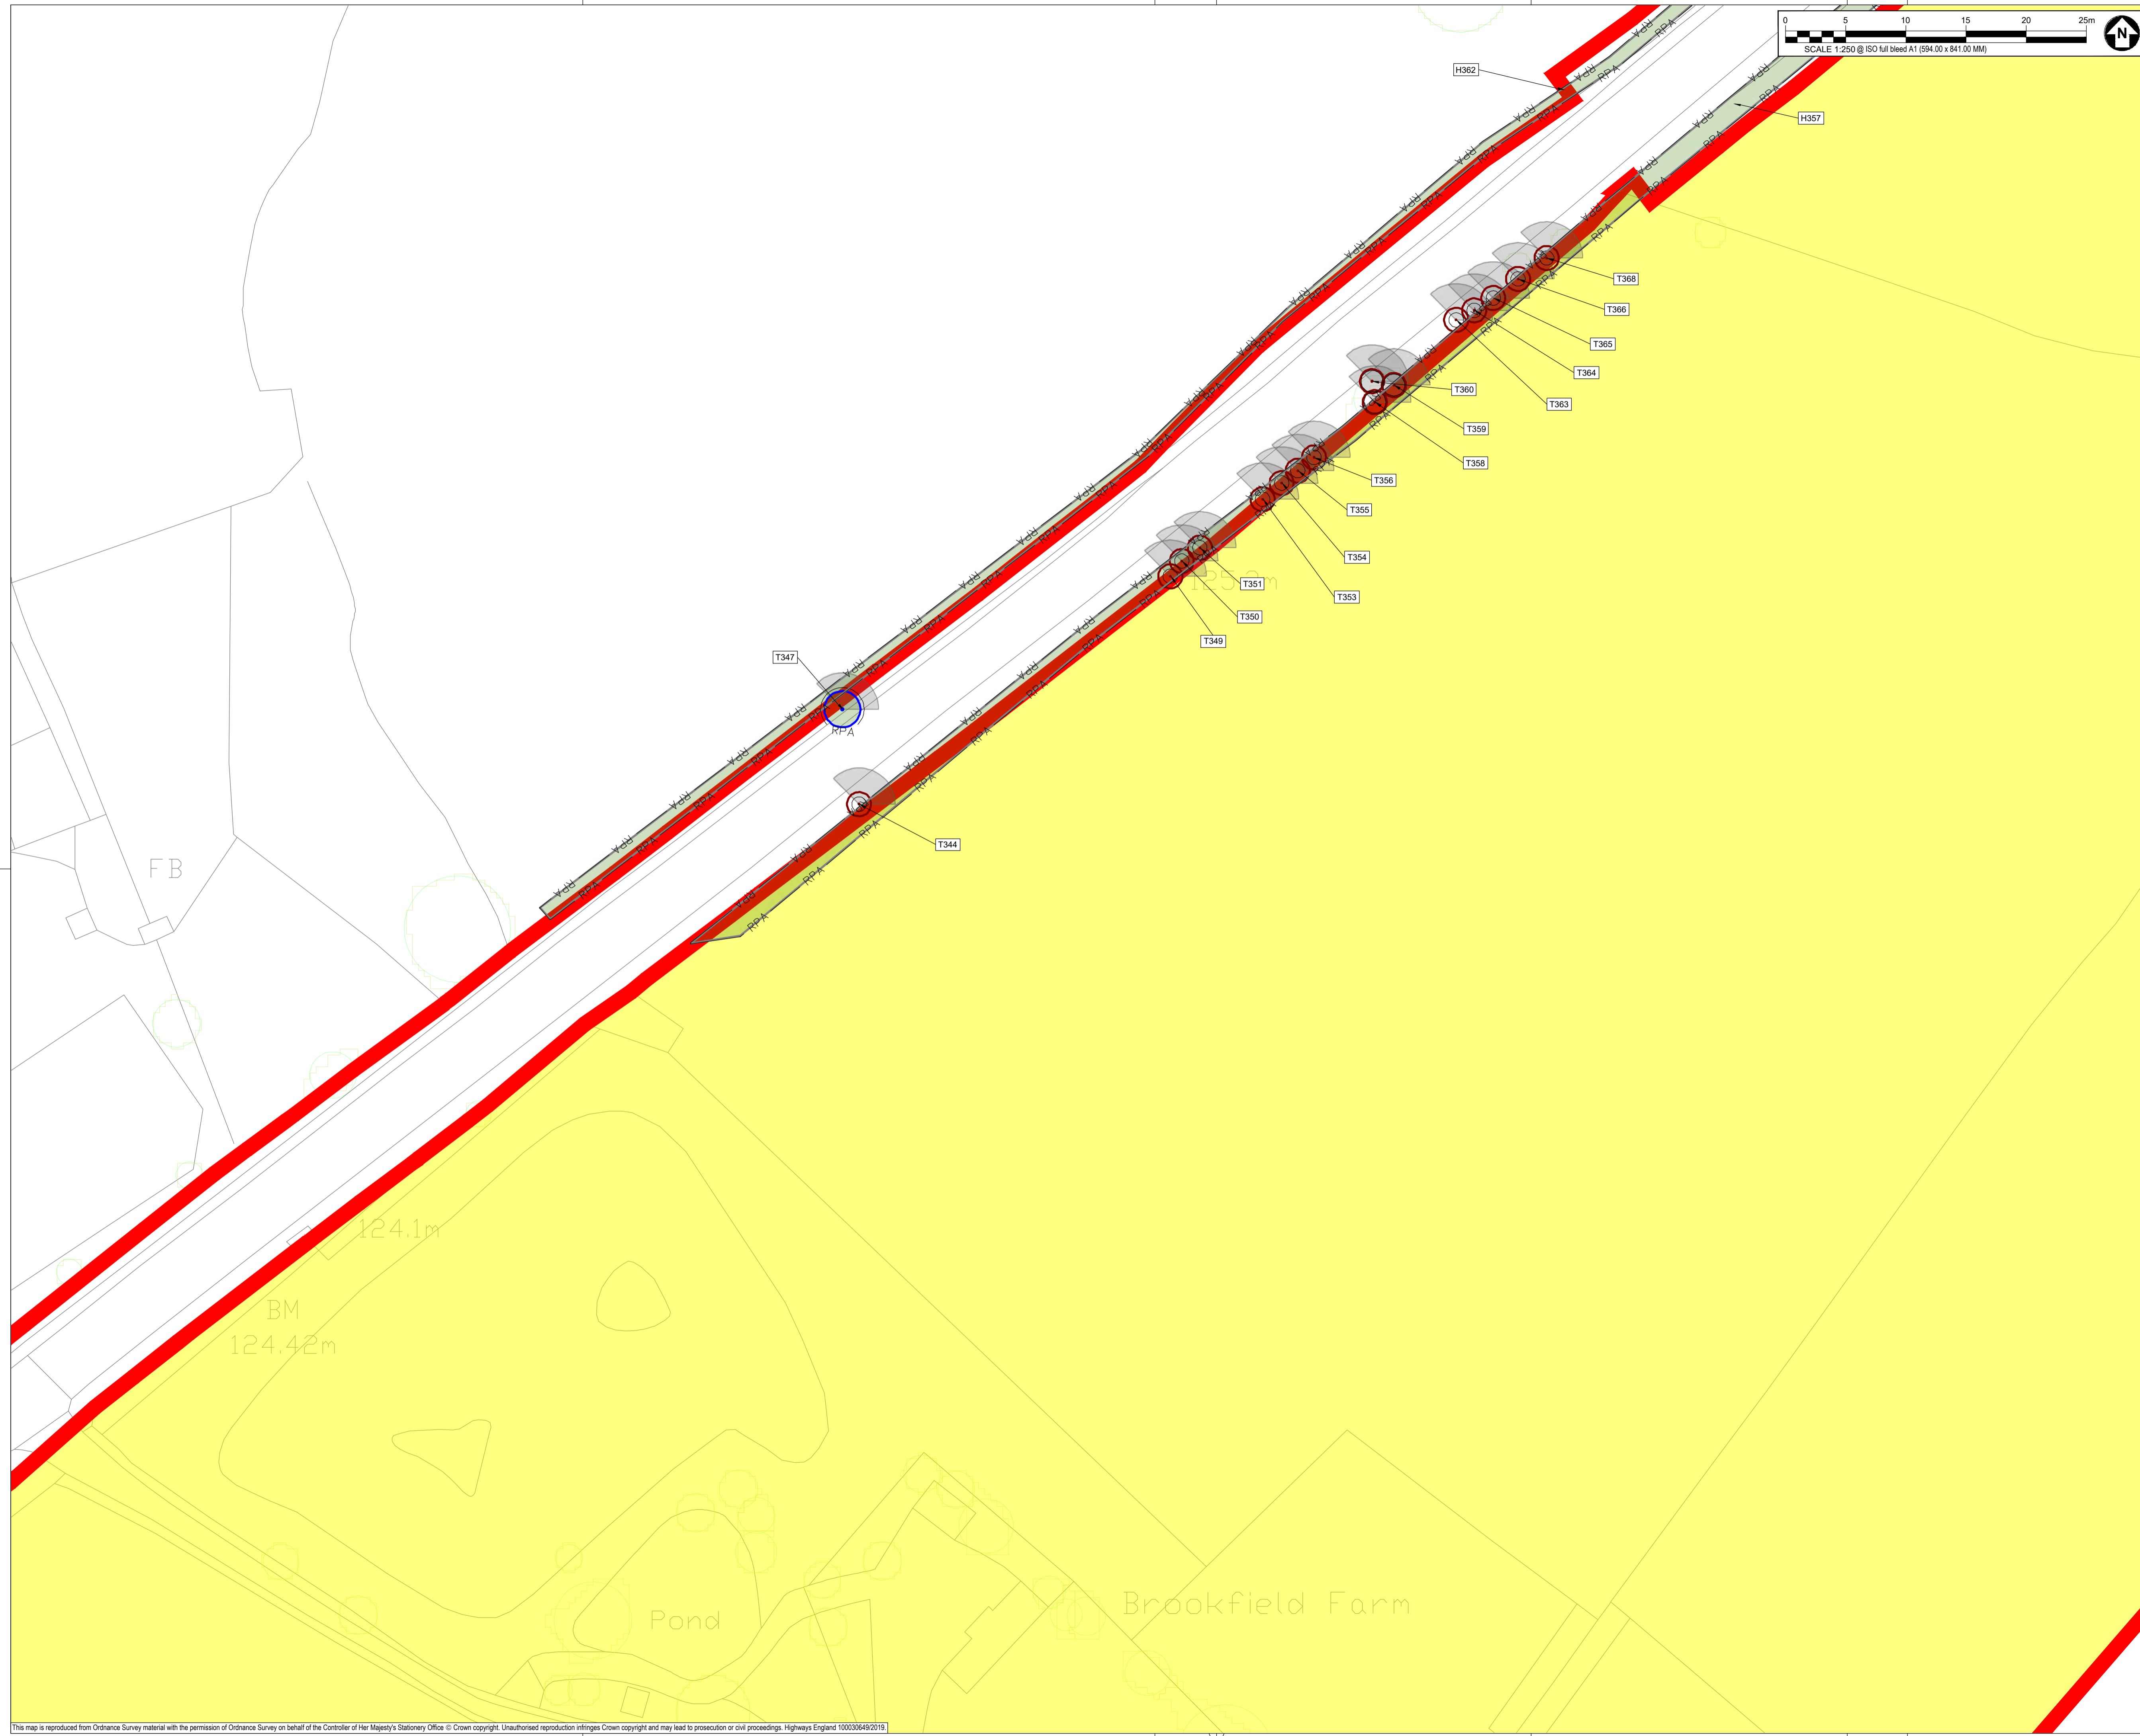 0 5 10 15 20 25m
SCALE 1:250 @ ISO full bleed A1 (594.00 x 841.00 MM)
N
H362
H357
T368
T366
T365
T364
T363
T360
T359
T358
T356
T355
T354
T353
T351
T350
T349
T347
RPA
T344
FB
124.1m
BM
124.42m
Pond
Brookfield Farm
This map is reproduced from Ordnance Survey material with the permission of Ordnance Survey on behalf of the Controller of Her Majesty's Stationery Office © Crown copyright. Unauthorised reproduction infringes Crown copyright and may lead to prosecution or civil proceedings. Highways England 100030649/2019.